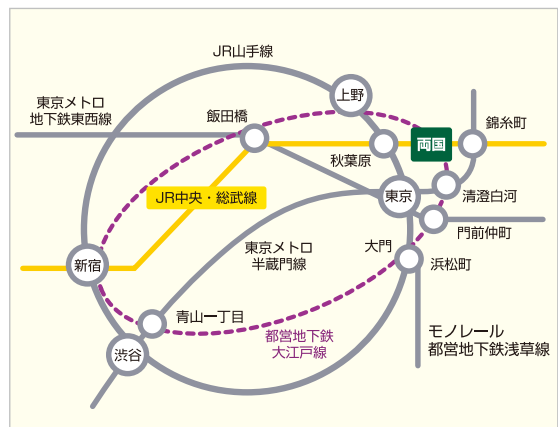 JR山手線
上野
東京メトロ
地下鉄東西線
飯田橋
錦糸町
両国
秋葉原
JR中央・総武線
東京
清澄白河
門前仲町
東京メトロ
半蔵門線
大門
浜松町
新宿
青山一丁目
都営地下鉄
大江戸線
モノレール
都営地下鉄浅草線
渋谷